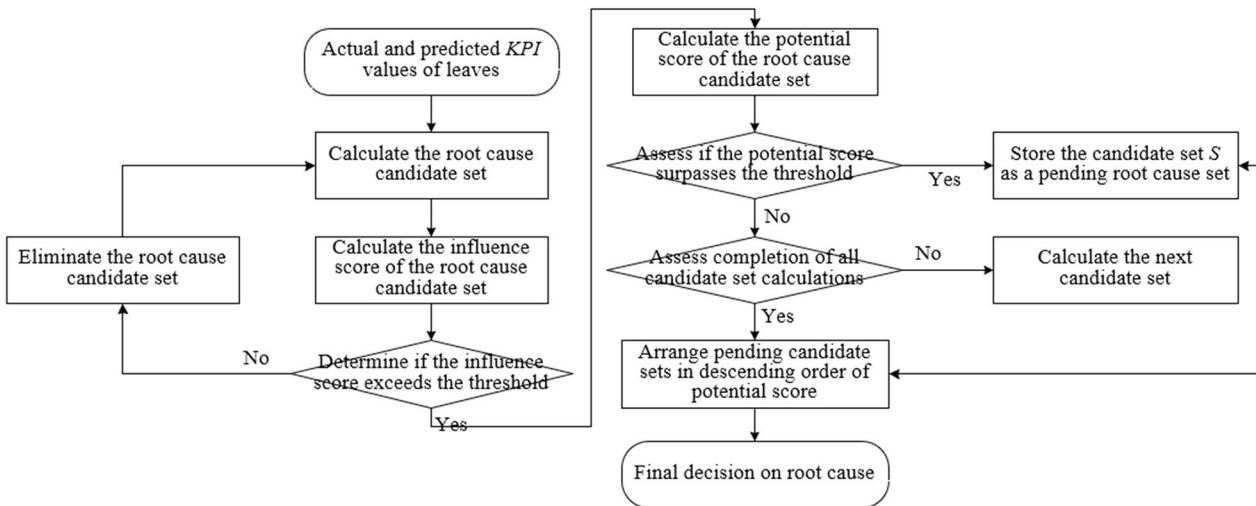 Actual and predicted KPI
values of leaves
Calculate the root cause
candidate set
Eliminate the root cause
candidate set
Calculate the influence
score of the root cause
candidate set
No
Determine if the influence
score exceeds the threshold
Yes
Calculate the potential
score of the root cause
candidate set
Assess if the potential score
surpasses the threshold
Yes
Store the candidate set S
as a pending root cause set
No
Assess completion of all
candidate set calculations
No
Calculate the next
candidate set
Yes
Arrange pending candidate
sets in descending order of
potential score
Final decision on root cause